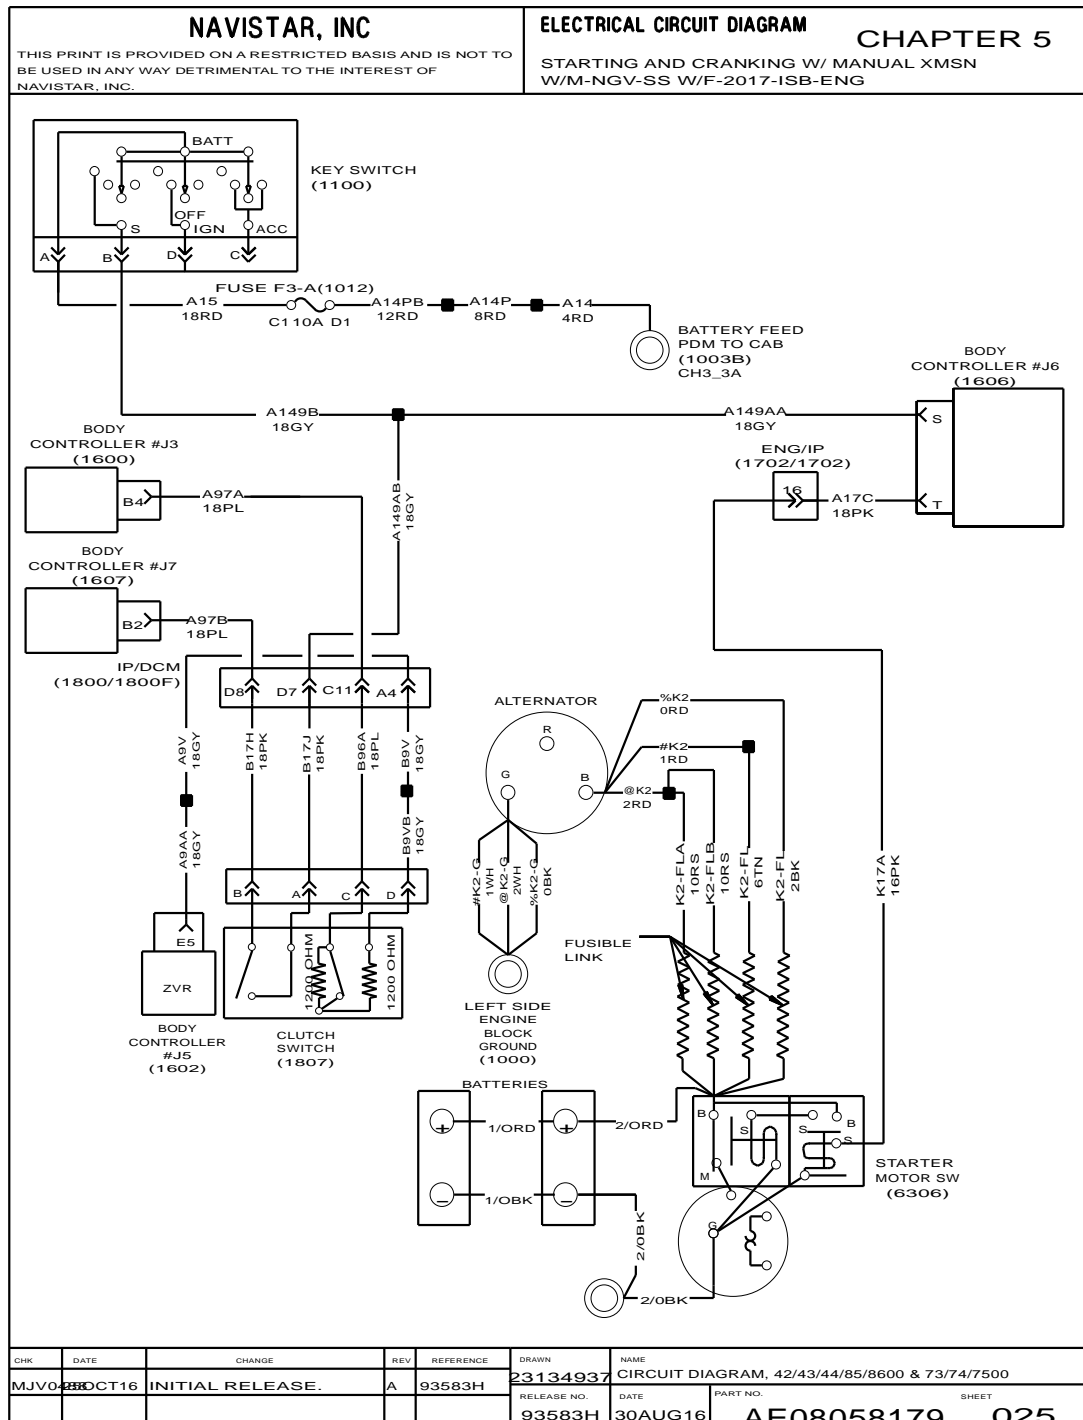 NAVISTAR, INC
THIS PRINT IS PROVIDED ON A RESTRICTED BASIS AND IS NOT TO
BE USED IN ANY WAY DETRIMENTAL TO THE INTEREST OF
NAVISTAR, INC.
ELECTRICAL CIRCUIT DIAGRAM
CHAPTER 5
STARTING AND CRANKING W/ MANUAL XMSN
W/M-NGV-SS W/F-2017-ISB-ENG
BATT
KEY SWITCH
(1100)
OFF
S
IGN
ACC
A
B
D
C
FUSE F3-A(1012)
A15
18RD
C110A D1
A14PB
12RD
A14P
8RD
A14
4RD
BATTERY FEED
PDM TO CAB
(1003B)
CH3_3A
BODY
CONTROLLER #J6
(1606)
A149B
18GY
A149AA
18GY
S
BODY
CONTROLLER #J3
(1600)
ENG/IP
(1702/1702)
16
A17C
18PK
T
B4
A97A
18PL
A149AB
18GY
BODY
CONTROLLER #J7
(1607)
B2
A97B
18PL
IP/DCM
(1800/1800F)
D8
D7
C11
A4
A9V
18GY
B17H
18PK
B17J
18PK
B96A
18PL
B9V
18GY
A9AA
18GY
B9VB
18GY
B
A
C
D
E5
ZVR
BODY
CONTROLLER
#J5
(1602)
1200 OHM
1200 OHM
CLUTCH
SWITCH
(1807)
ALTERNATOR
R
G
B
%K2
0RD
#K2
1RD
@K2
2RD
#K2-G
1WH
@K2-G
2WH
%K2-G
0BK
K2-FLA
10RS
K2-FLB
10RS
K2-FL
6TN
K2-FL
2BK
K17A
16PK
FUSIBLE
LINK
LEFT SIDE
ENGINE
BLOCK
GROUND
(1000)
BATTERIES
+
1/ORD
+
2/ORD
−
1/OBK
−
2/0BK
2/0BK
B
S
S
B
S
M
G
STARTER
MOTOR SW
(6306)
CHK
DATE
CHANGE
REV
REFERENCE
DRAWN
NAME
OCT16
INITIAL RELEASE.
A
93583H
23134937
CIRCUIT DIAGRAM, 42/43/44/85/8600 & 73/74/7500
RELEASE NO.
DATE
PART NO.
SHEET
93583H
30AUG16
AE08058179
025